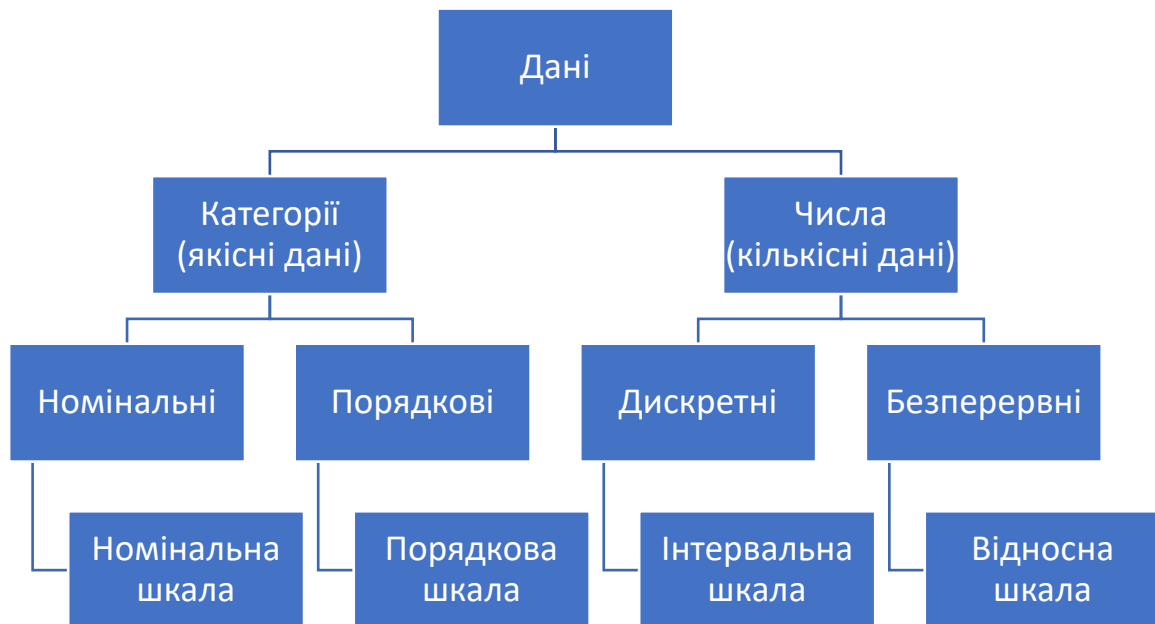 Дані
Категорії
(якісні дані)
Числа
(кількісні дані)
Номінальні
Порядкові
Дискретні
Безперервні
Номінальна
шкала
Порядкова
шкала
Інтервальна
шкала
Відносна
шкала